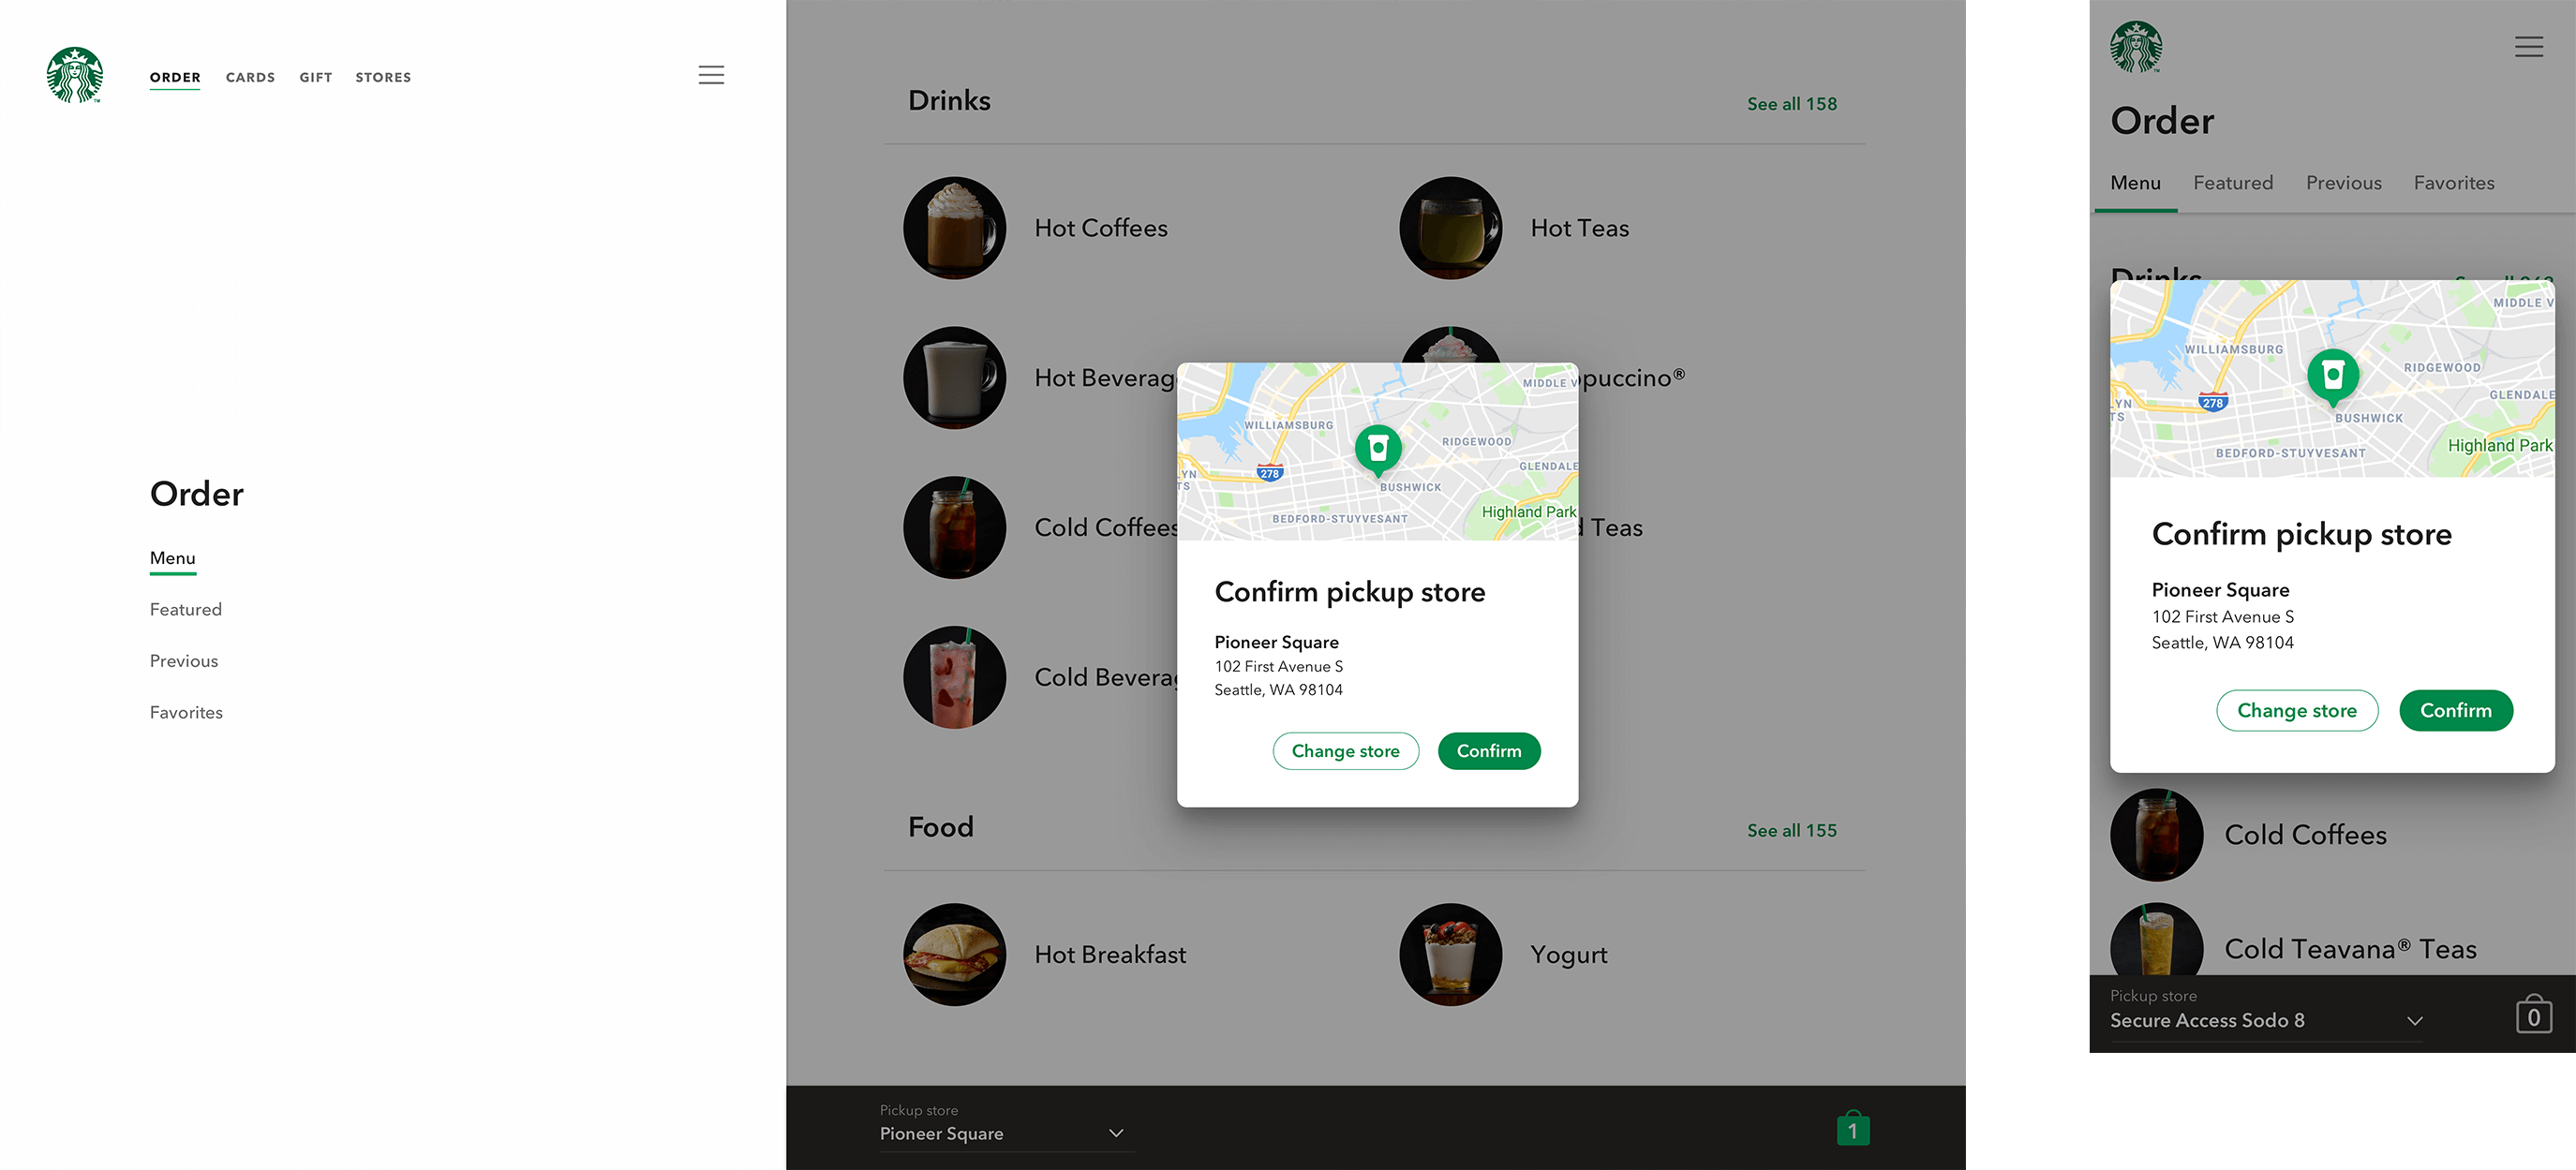 ORDER CARDS GIFT STORES
Order
Menu
Featured
Previous
Favorites
Drinks See all 158
Hot Coffees Hot Teas
Hot Beverag puccino®
Cold Coffees Teas
Cold Bevera
MIDDLE V
WILLIAMSBURG
RIDGEWOOD
GLENDALE
278
LYN
TS
BUSHWICK
BEDFORD-STUYVESANT
Highland Park
Confirm pickup store
Pioneer Square
102 First Avenue S
Seattle, WA 98104
Change store Confirm
Food See all 155
Hot Breakfast Yogurt
Pickup store
Pioneer Square
1
TM
Order
Menu Featured Previous Favorites
Drinks
MIDDLE V
WILLIAMSBURG
RIDGEWOOD
GLENDALE
278
LYN
TS
BUSHWICK
BEDFORD-STUYVESANT
Highland Park
Confirm pickup store
Pioneer Square
102 First Avenue S
Seattle, WA 98104
Change store Confirm
Cold Coffees
Cold Teavana® Teas
Pickup store
Secure Access Sodo 8
0